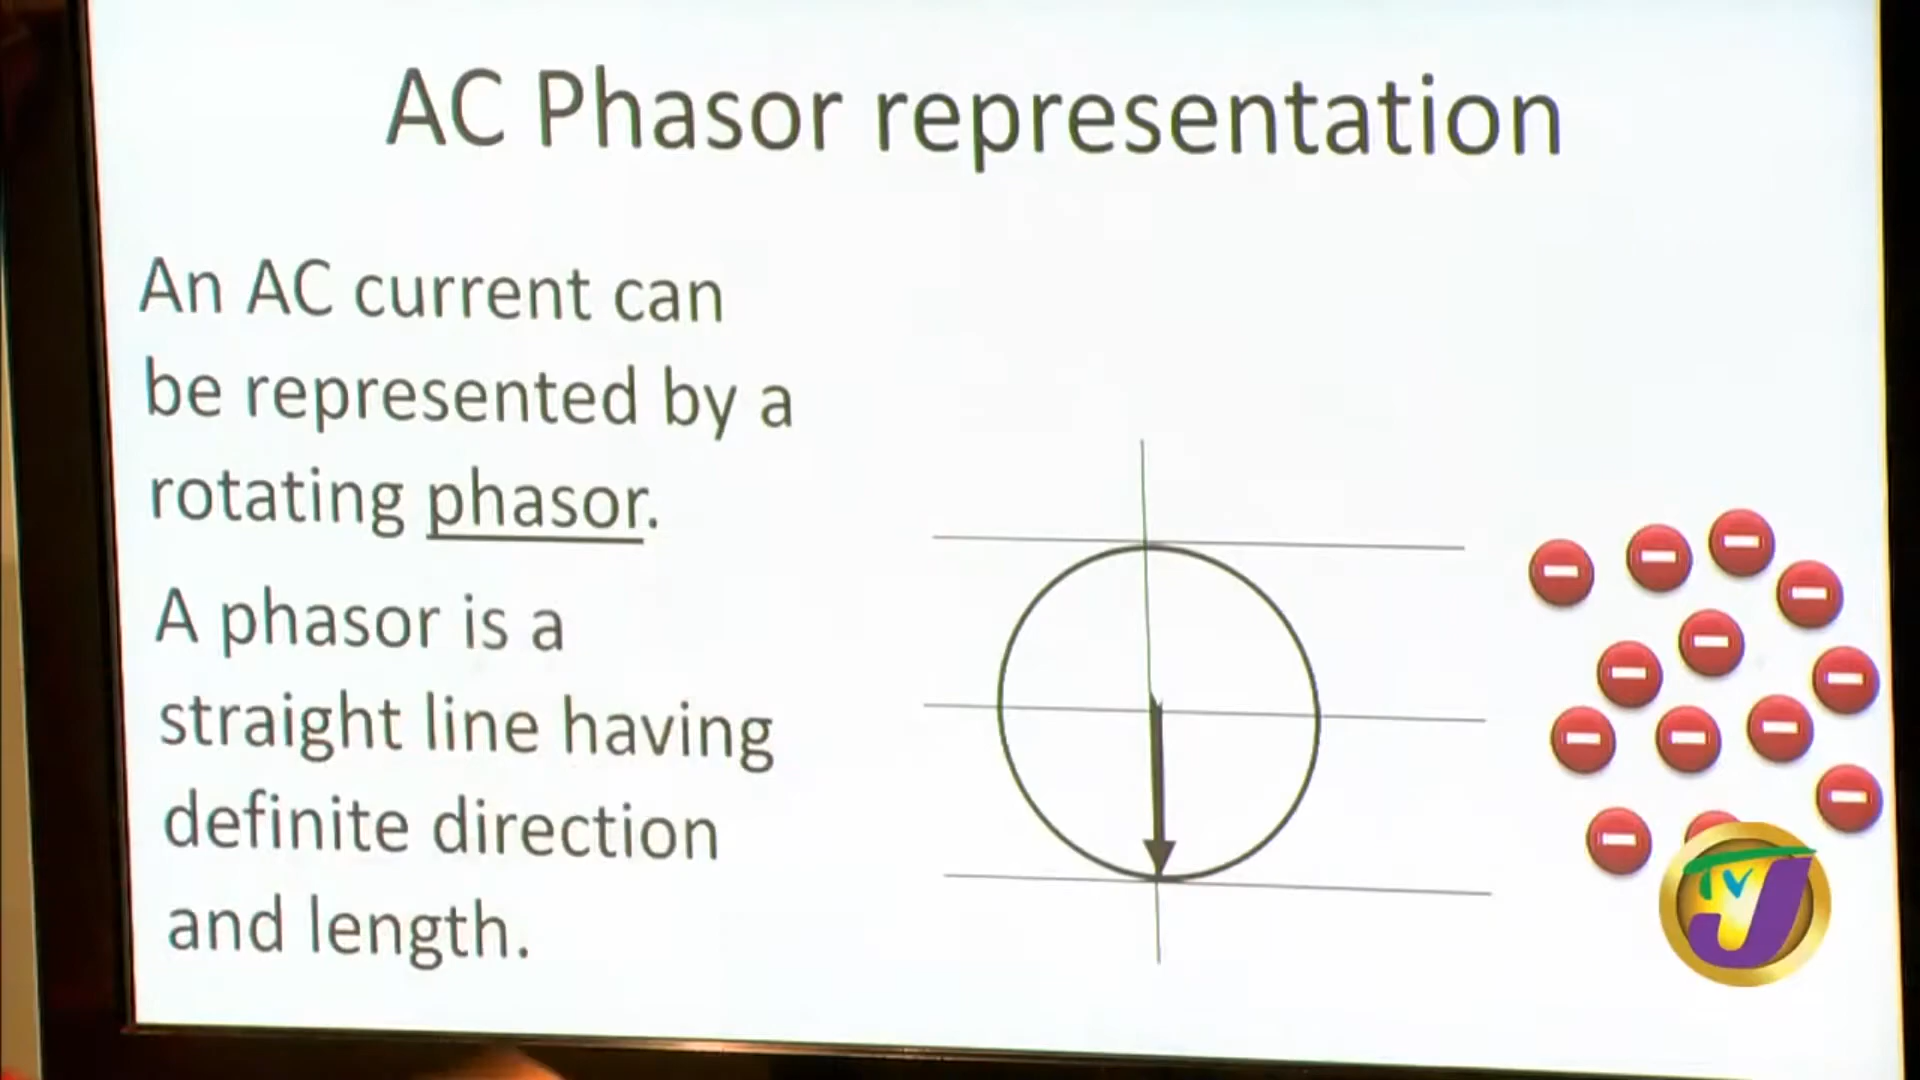 AC Phasor representation
An AC current can
be represented by a
rotating phasor.
A phasor is a
straight line having
definite direction
and length.
TVJ